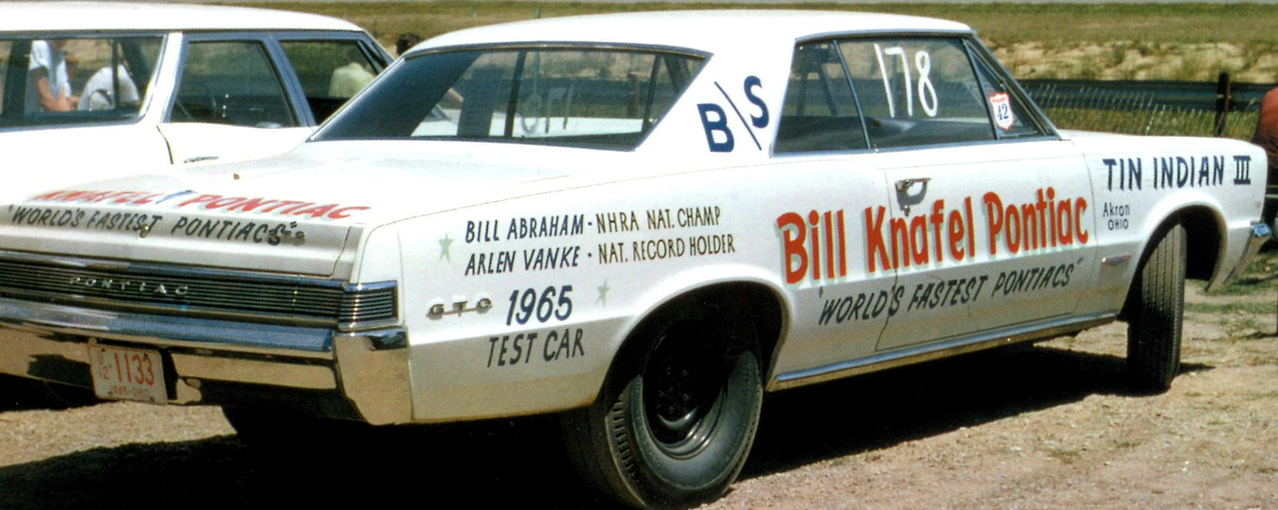 KNAFEL PONTIAC
"WORLD'S FASTEST PONTIACS"
PONTIAC
1133
B\S
178
42
BILL ABRAHAM - NHRA NAT. CHAMP
ARLEN VANKE - NAT. RECORD HOLDER
GTO 1965
TEST CAR
Bill Knafel Pontiac
"WORLD'S FASTEST PONTIACS"
TIN INDIAN III
Akron
OHIO